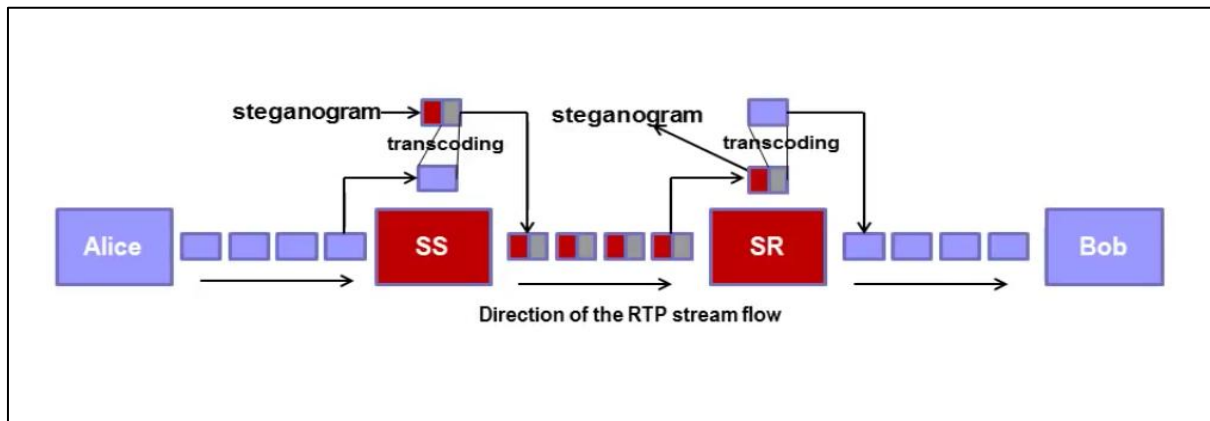 steganogram
transcoding
steganogram
transcoding
Alice
SS
SR
Bob
Direction of the RTP stream flow